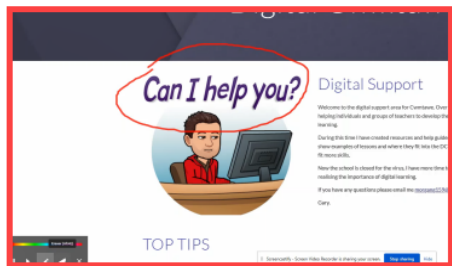 Can I help you?
Digital Support
Welcome to the digital support area for Cwmtawe. Over
helping individuals and groups of teachers to develop the
learning.
During this time I have created resources and help guide
show examples of lessons and where they fit into the DC
fit more skills.
Now the school is closed for the virus, I have more time t
realising the importance of digital learning.
If you have any questions please email me
Gary.
TOP TIPS
Screencastify - Screen Video Recorder is sharing your screen.
Stop sharing
Hide